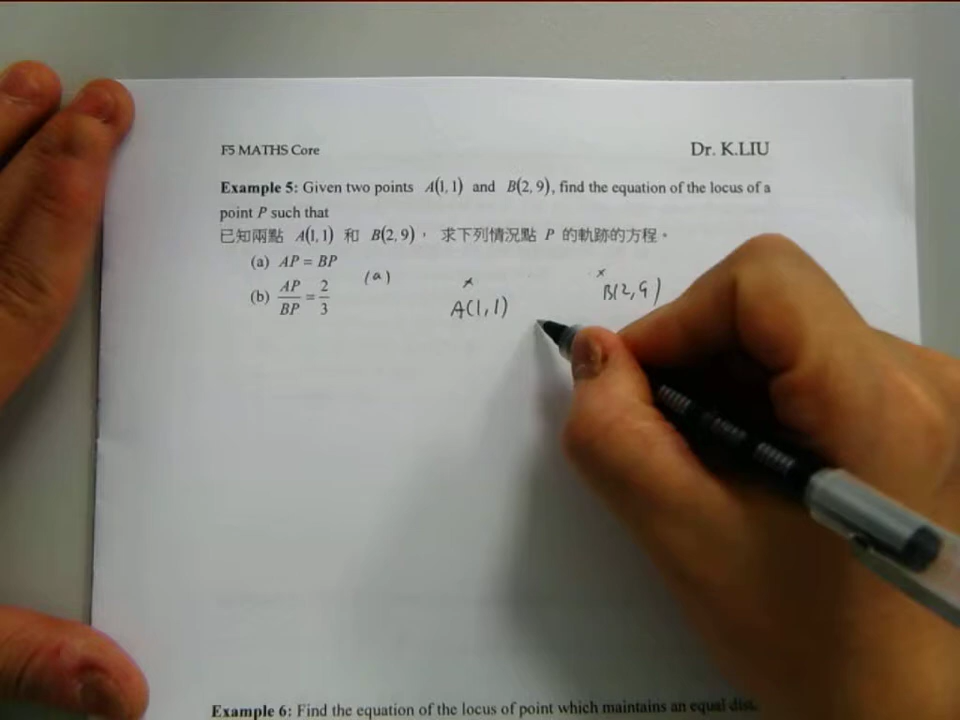 F5 MATHS Core Dr. K.LIU
Example 5: Given two points A(1, 1) and B(2, 9), find the equation of the locus of a
point P such that
已知兩點 A(1, 1) 和 B(2, 9), 求下列情況點 P 的軌跡的方程。
(a) AP = BP
(b) AP/BP = 2/3
(a)
× ×
A(1, 1) B(2, 9)
Example 6: Find the equation of the locus of point which maintains an equal dist.